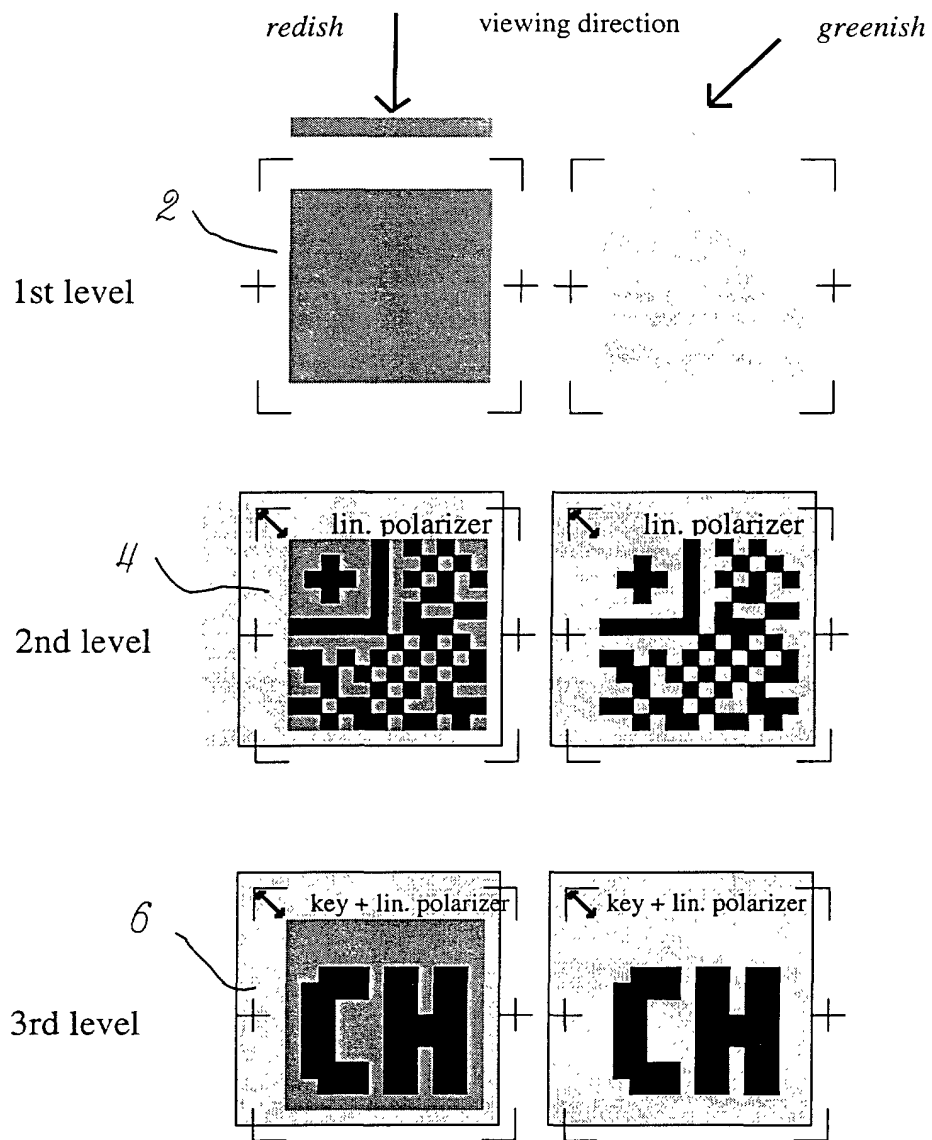 redish viewing direction greenish
2
1st level
lin. polarizer lin. polarizer
4
2nd level
key + lin. polarizer key + lin. polarizer
6
CH CH
3rd level